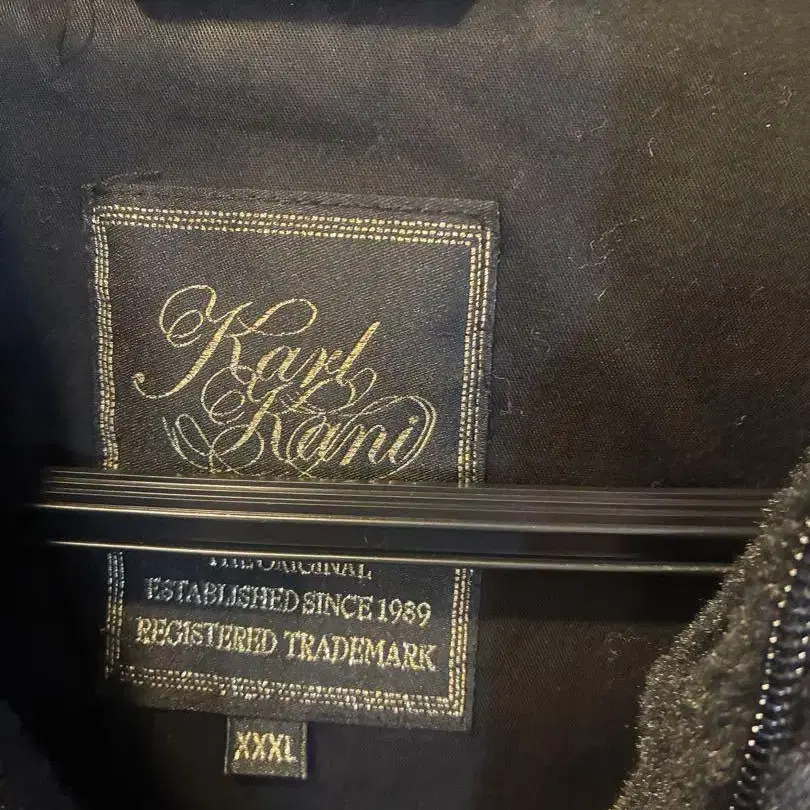 Karl
Kani
THE ORIGINAL
ESTABLISHED SINCE 1989
REGISTERED TRADEMARK
XXXL